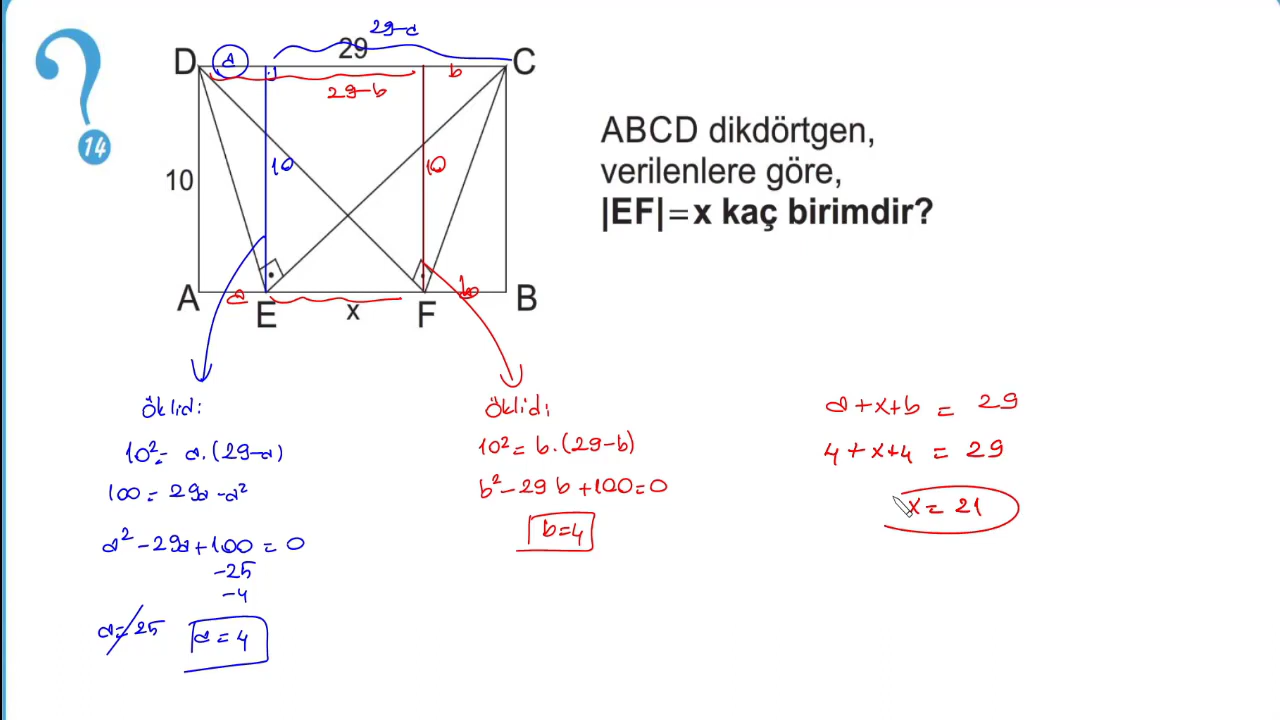 29-a
D a 29 b C
29-b
14
10 10 10
ABCD dikdörtgen,
verilenlere göre,
|EF|=x kaç birimdir?
A a E x F b B
Öklid:
10² = a.(29-a)
100 = 29a-a²
a²-29a+100=0
-25
-4
a=25 a=4
Öklid:
10² = b.(29-b)
b²-29b+100=0
b=4
a+x+b = 29
4+x+4 = 29
x= 21